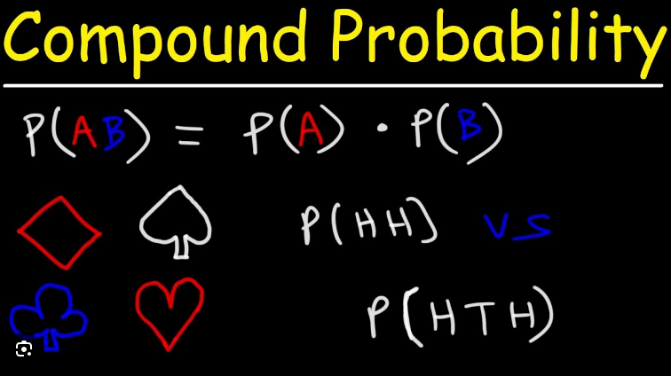 Compound Probability
P(AB) = P(A) · P(B)
P(HH) vs
P(HTH)